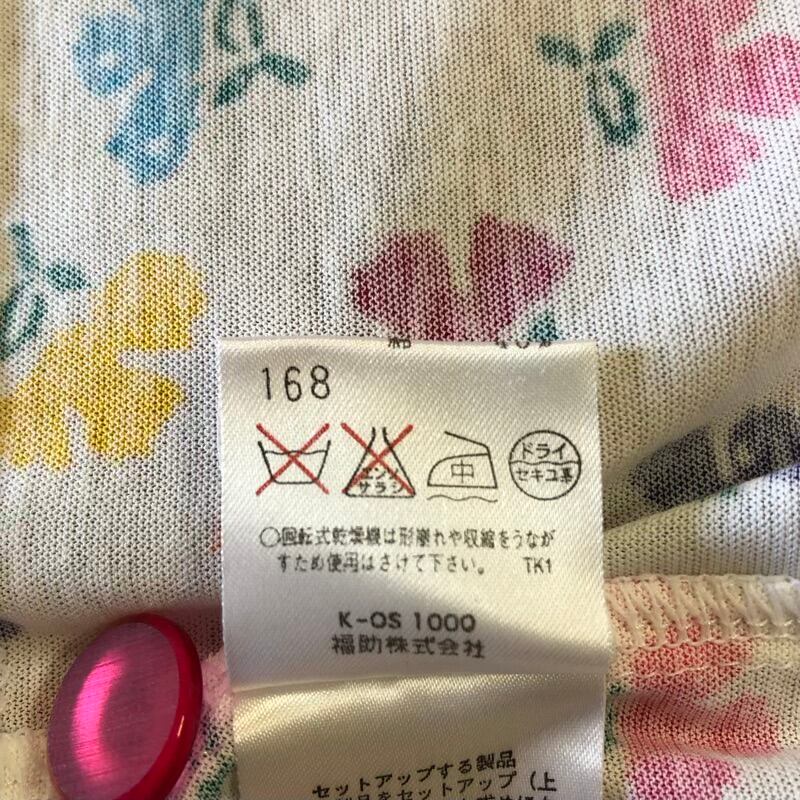 168
エンソ
サラシ
中
ドライ
セキユ系
○回転式乾燥機は形崩れや収縮をうなが
すため使用はさけて下さい。 TK1
K-OS 1000
福助株式会社
セットアップする製品
製品をセットアップ(上